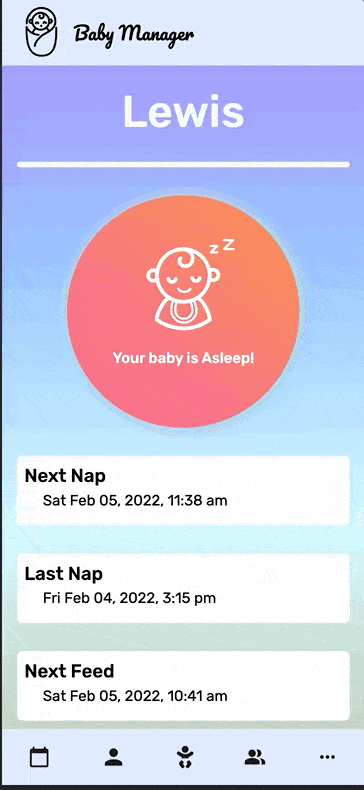 Baby Manager
Lewis
z Z
Your baby is Asleep!
Next Nap
Sat Feb 05, 2022, 11:38 am
Last Nap
Fri Feb 04, 2022, 3:15 pm
Next Feed
Sat Feb 05, 2022, 10:41 am